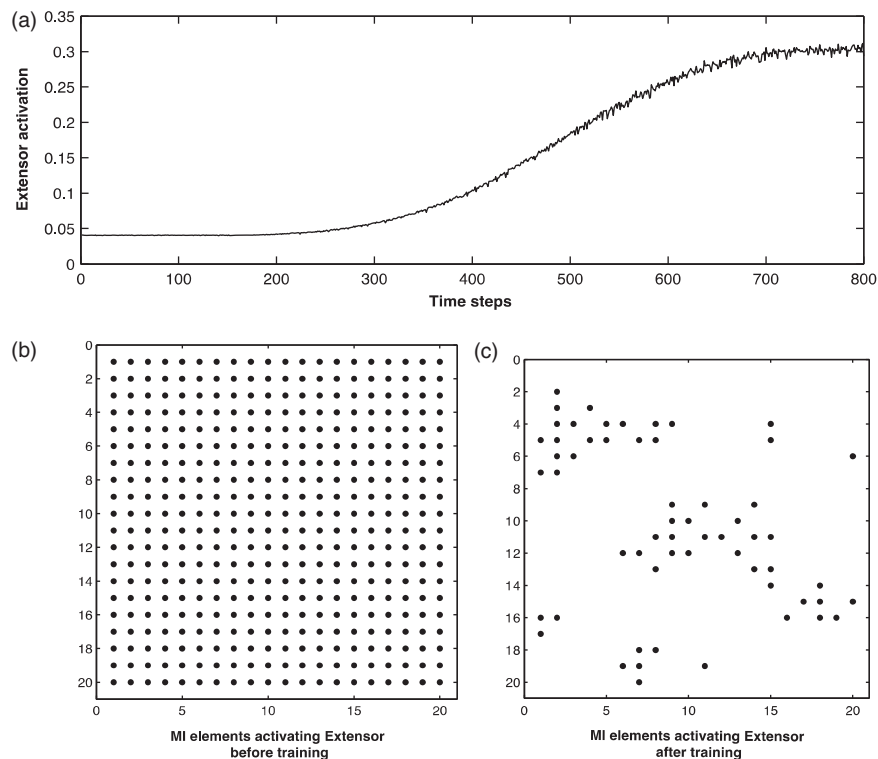 (a)
0.35
0.3
0.25
0.2
0.15
0.1
0.05
0
Extensor activation
0 100 200 300 400 500 600 700 800
Time steps
(b)
0
2
4
6
8
10
12
14
16
18
20
0 5 10 15 20
MI elements activating Extensor
before training
(c)
0
2
4
6
8
10
12
14
16
18
20
0 5 10 15 20
MI elements activating Extensor
after training